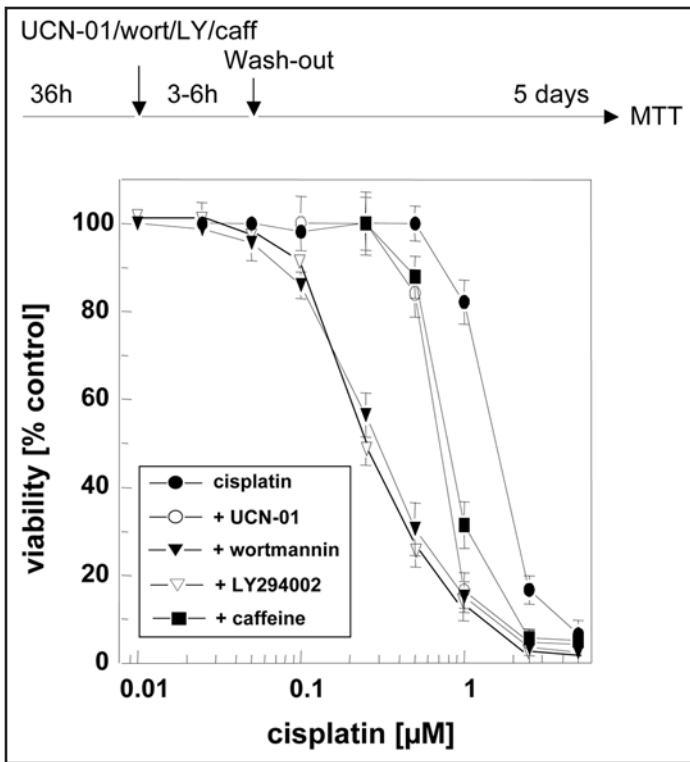 UCN-01/wort/LY/caff
Wash-out
36h 3-6h 5 days MTT
100
80
60
40
20
0
viability [% control]
cisplatin
+ UCN-01
+ wortmannin
+ LY294002
+ caffeine
0.01 0.1 1
cisplatin [µM]